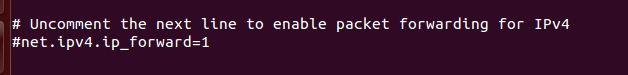 # Uncomment the next line to enable packet forwarding for IPv4
#net.ipv4.ip_forward=1